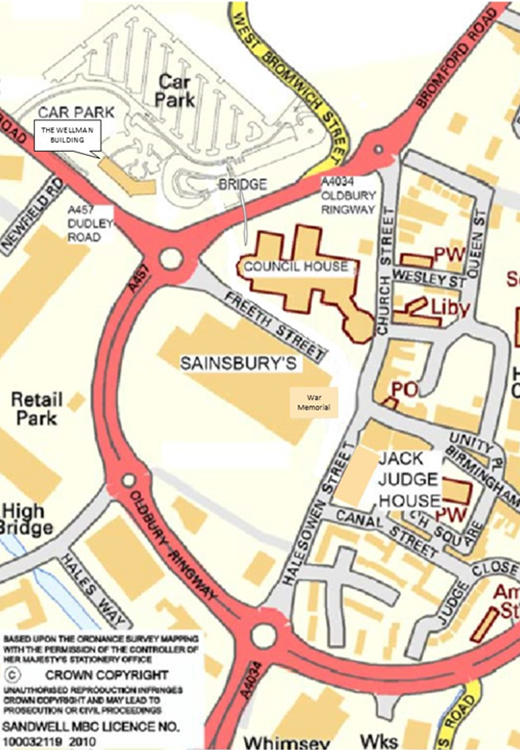 WEST BROMWICH STREET
BROMFORD ROAD
Car
Park
CAR PARK
ROAD
THE WELLMAN
BUILDING
BRIDGE
A4034
OLDBURY
RINGWAY
NEWFIELD RD
A457
DUDLEY
ROAD
CHURCH STREET
QUEEN ST
PW
WESLEY ST
COUNCIL HOUSE
A457
FREETH STREET
Liby
SAINSBURY'S
War
Memorial
PO
Retail
Park
UNITY PL
BIRMINGHAM
JACK
JUDGE
HOUSE
PW
CH SQUARE
High
Bridge
OLDBURY RINGWAY
HALESOWEN STREET
CANAL STREET
HALES WAY
JUDGE
CLOSE
Am
St
A4034
BASED UPON THE ORDNANCE SURVEY MAPPING
WITH THE PERMISSION OF THE CONTROLLER OF
HER MAJESTY'S STATIONERY OFFICE
© CROWN COPYRIGHT
UNAUTHORISED REPRODUCTION INFRINGES
CROWN COPYRIGHT AND MAY LEAD TO
PROSECUTION OR CIVIL PROCEEDINGS
SANDWELL MBC LICENCE NO.
100032119 2010
Whimsey
Wks
S ROAD